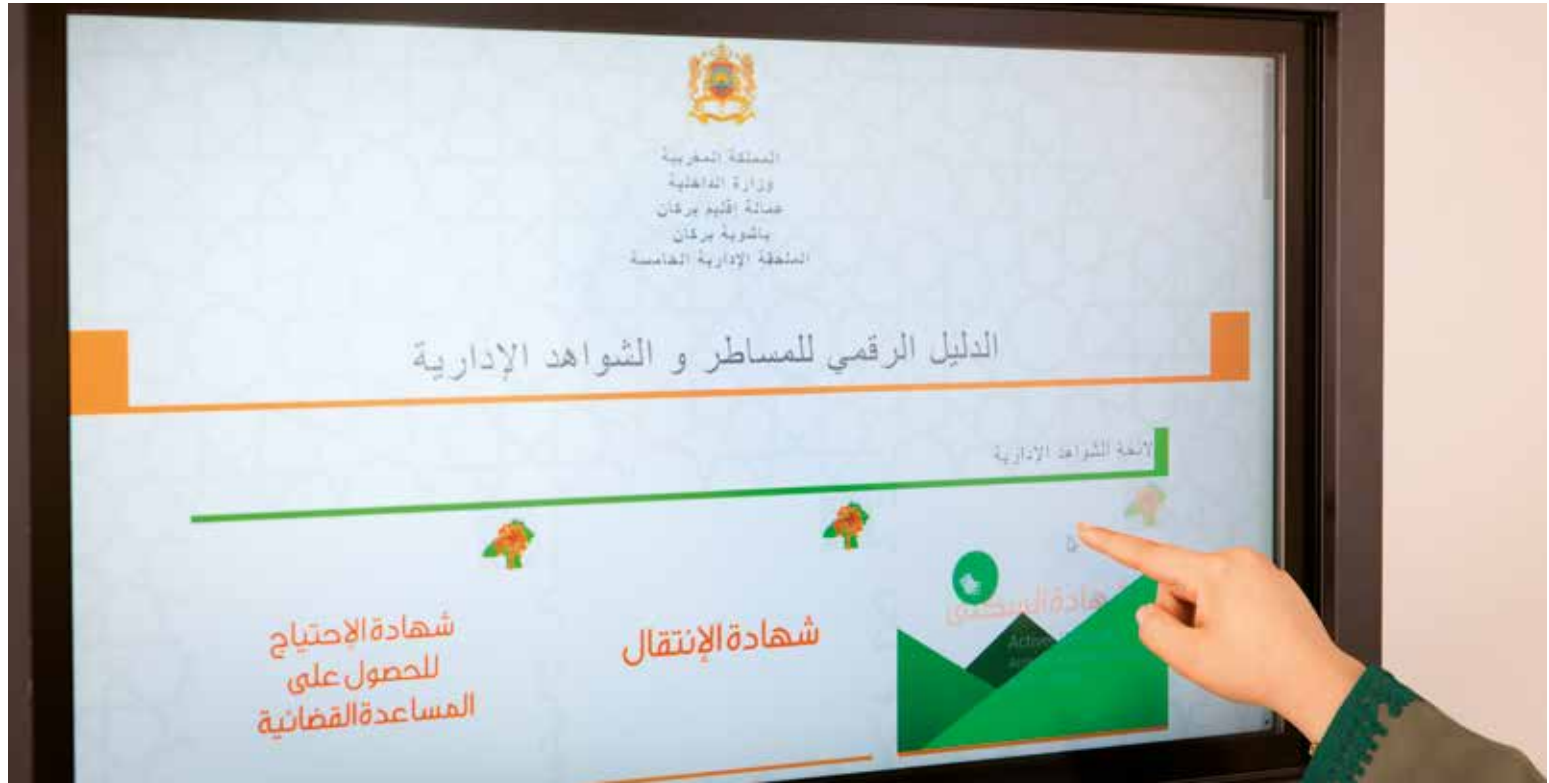 المملكة المغربية
وزارة الداخلية
عمالة إقليم بركان
باشوية بركان
الملحقة الإدارية الخامسة
الدليل الرقمي للمساطر و الشواهد الإدارية
لائحة الشواهد الإدارية
شهادة الإنتقال
شهادة الإحتياج
للحصول على
المساعدة القضائية